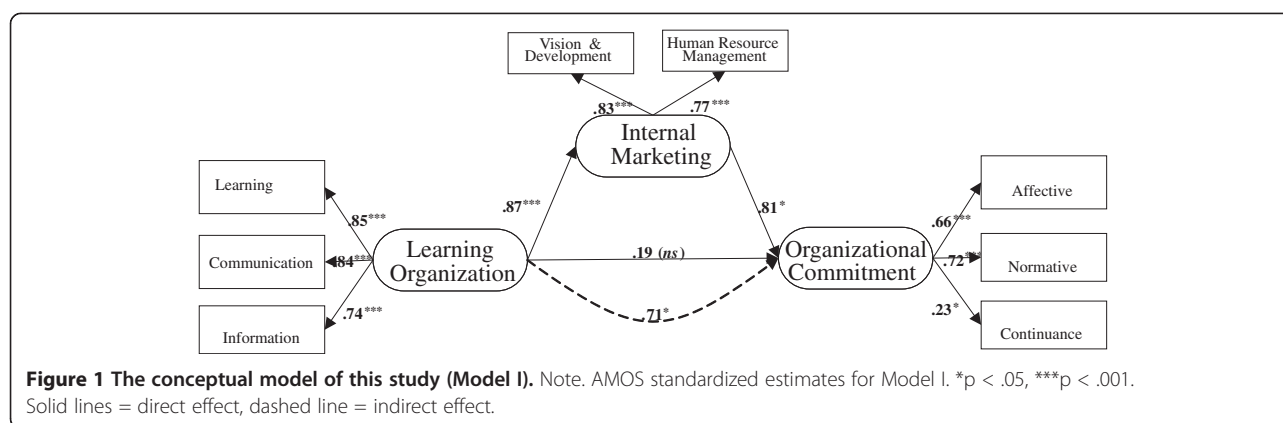 Vision &
Development
Human Resource
Management
.83***
.77***
Internal
Marketing
Learning
Affective
.87***
.81*
.85***
.66***
Communication
.84***
Learning
Organization
.19 (ns)
Organizational
Commitment
.72***
Normative
.74***
.71*
.23*
Information
Continuance
Figure 1 The conceptual model of this study (Model I). Note. AMOS standardized estimates for Model I. *p < .05, ***p < .001.
Solid lines = direct effect, dashed line = indirect effect.